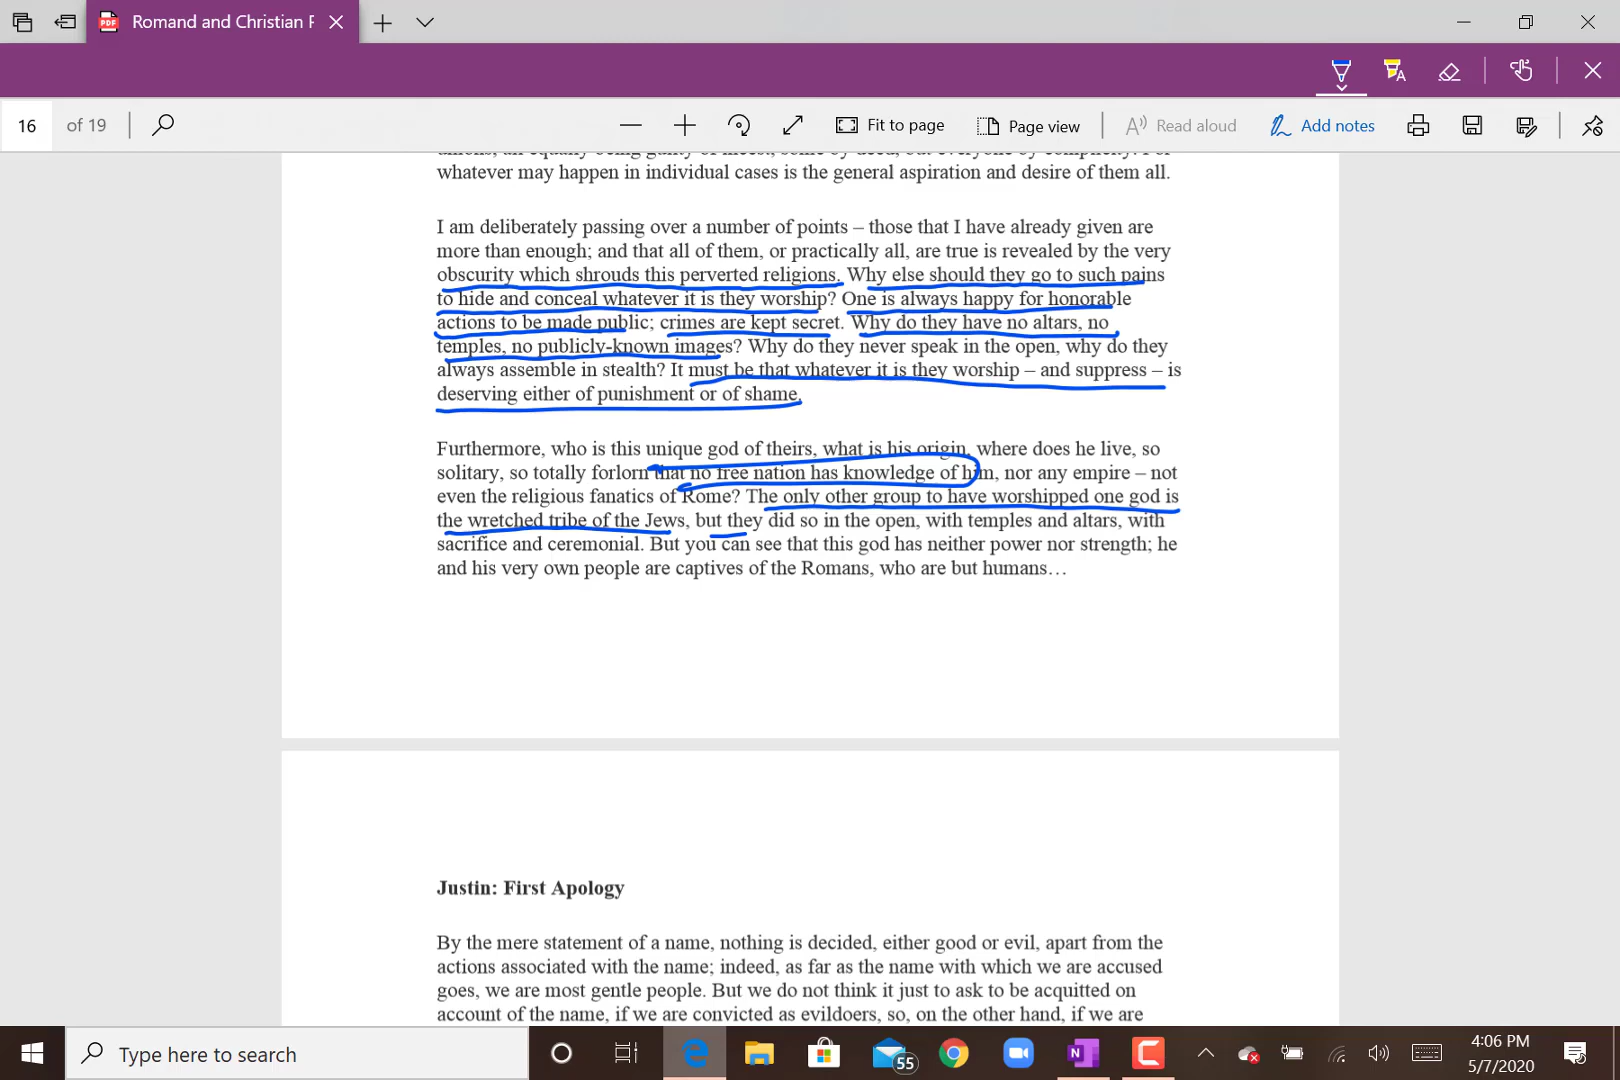 Romand and Christian F
16 of 19
Fit to page
Page view
Read aloud
Add notes
whatever may happen in individual cases is the general aspiration and desire of them all.
I am deliberately passing over a number of points – those that I have already given are
more than enough; and that all of them, or practically all, are true is revealed by the very
obscurity which shrouds this perverted religions. Why else should they go to such pains
to hide and conceal whatever it is they worship? One is always happy for honorable
actions to be made public; crimes are kept secret. Why do they have no altars, no
temples, no publicly-known images? Why do they never speak in the open, why do they
always assemble in stealth? It must be that whatever it is they worship – and suppress – is
deserving either of punishment or of shame.
Furthermore, who is this unique god of theirs, what is his origin, where does he live, so
solitary, so totally forlorn that no free nation has knowledge of him, nor any empire – not
even the religious fanatics of Rome? The only other group to have worshipped one god is
the wretched tribe of the Jews, but they did so in the open, with temples and altars, with
sacrifice and ceremonial. But you can see that this god has neither power nor strength; he
and his very own people are captives of the Romans, who are but humans…
Justin: First Apology
By the mere statement of a name, nothing is decided, either good or evil, apart from the
actions associated with the name; indeed, as far as the name with which we are accused
goes, we are most gentle people. But we do not think it just to ask to be acquitted on
account of the name, if we are convicted as evildoers, so, on the other hand, if we are
Type here to search
55
4:06 PM
5/7/2020